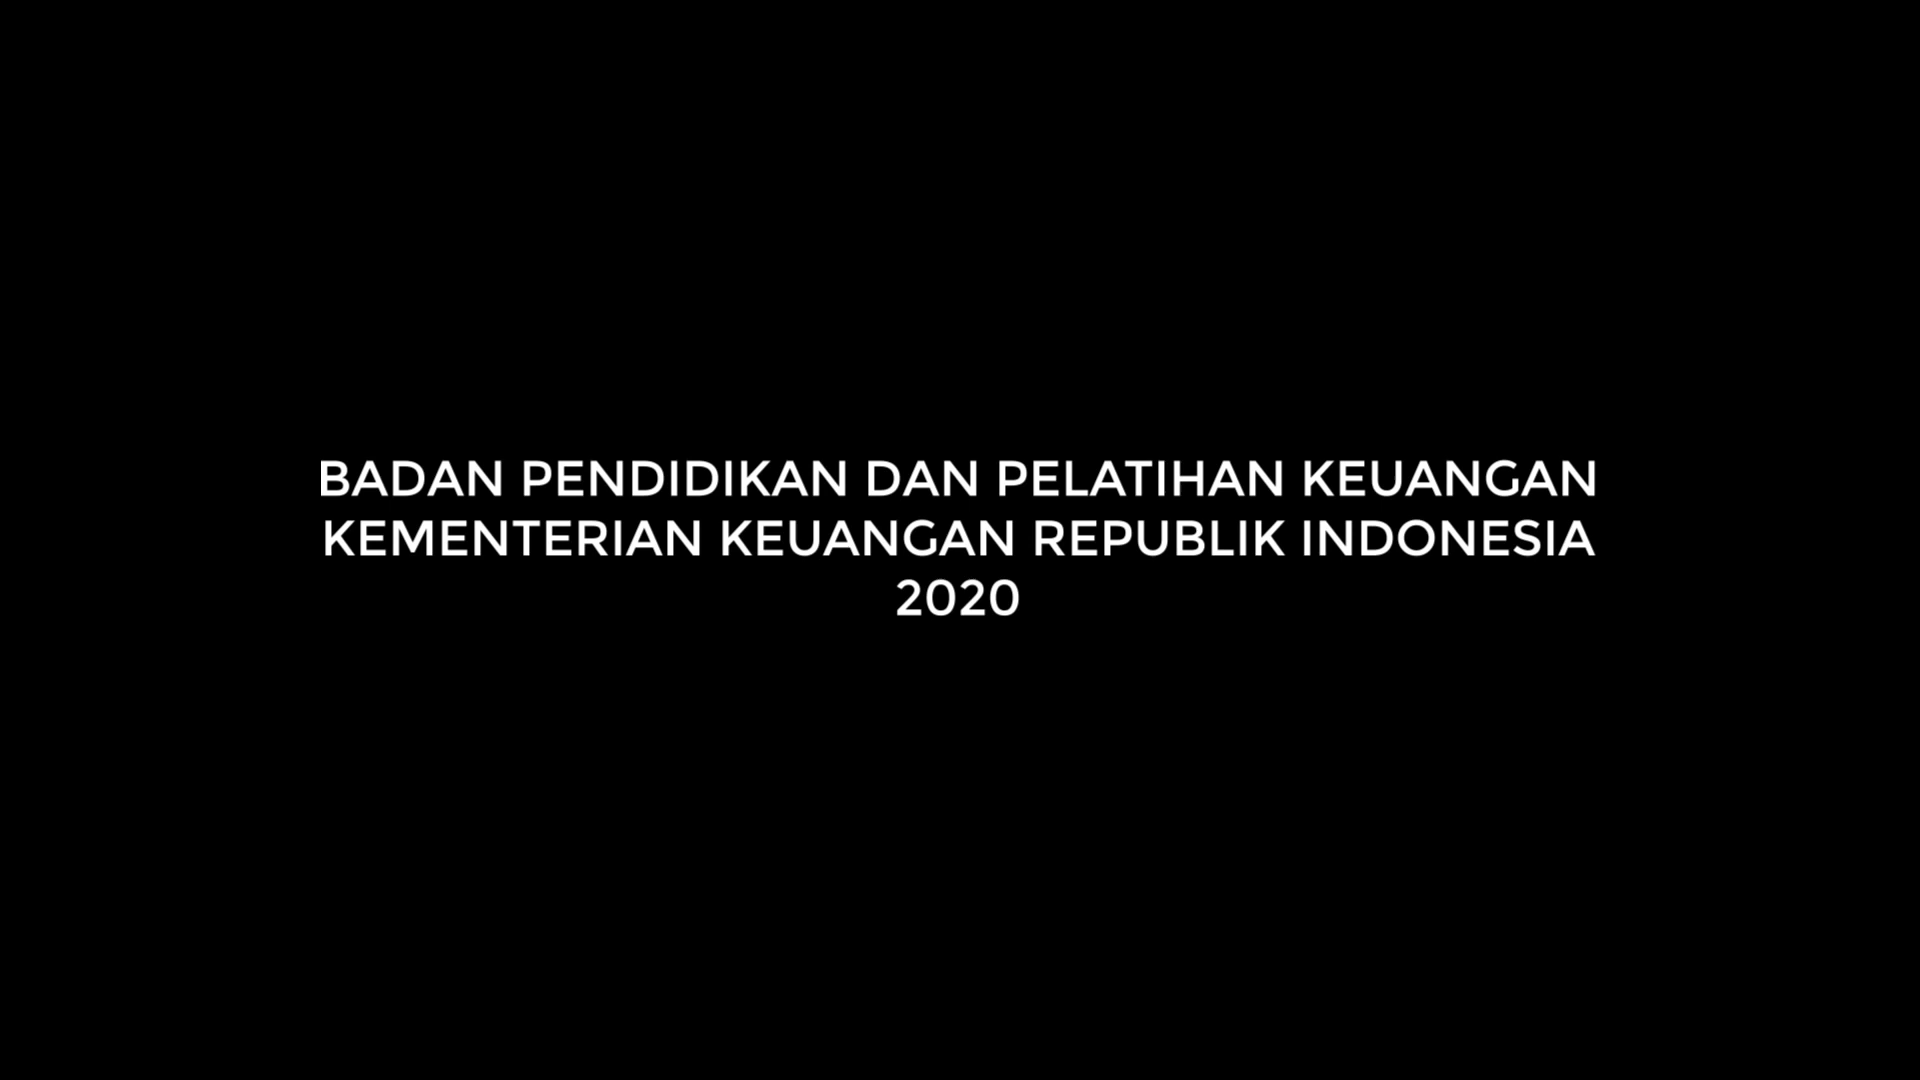 BADAN PENDIDIKAN DAN PELATIHAN KEUANGAN
KEMENTERIAN KEUANGAN REPUBLIK INDONESIA
2020